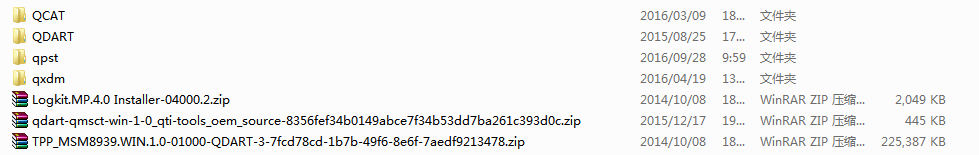 QCAT 2016/03/09 18... 文件夹
QDART 2015/08/25 17... 文件夹
qpst 2016/09/28 9:59 文件夹
qxdm 2016/04/19 13... 文件夹
Logkit.MP.4.0 Installer-04000.2.zip 2014/10/08 18... WinRAR ZIP 压缩... 2,049 KB
qdart-qmsct-win-1-0_qti-tools_oem_source-8356fef34b0149abce7f34b53dd7ba261c393d0c.zip 2015/12/17 19... WinRAR ZIP 压缩... 445 KB
TPP_MSM8939.WIN.1.0-01000-QDART-3-7fcd78cd-1b7b-49f6-8e6f-7aedf9213478.zip 2014/10/08 18... WinRAR ZIP 压缩... 225,387 KB